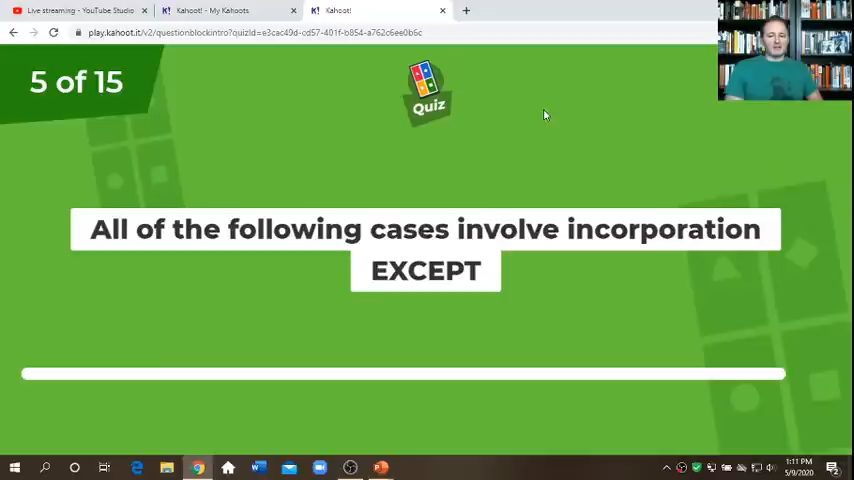 Live streaming - YouTube Studio
Kahoot! - My Kahoots
Kahoot!
play.kahoot.it/v2/questionblockintro?quizId=e3cac49d-cd57-401f-b854-a762c6ee0b6c
5 of 15
Quiz
All of the following cases involve incorporation
EXCEPT
1:11 PM
5/9/2020